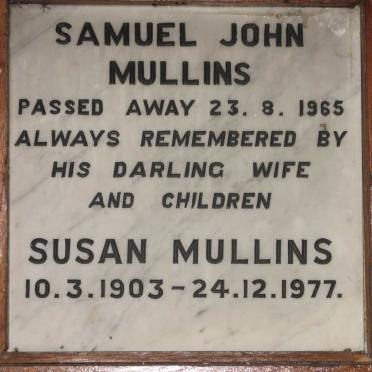 SAMUEL JOHN
MULLINS
PASSED AWAY 23. 8. 1965
ALWAYS REMEMBERED BY
HIS DARLING WIFE
AND CHILDREN
SUSAN MULLINS
10.3.1903-24.12.1977.